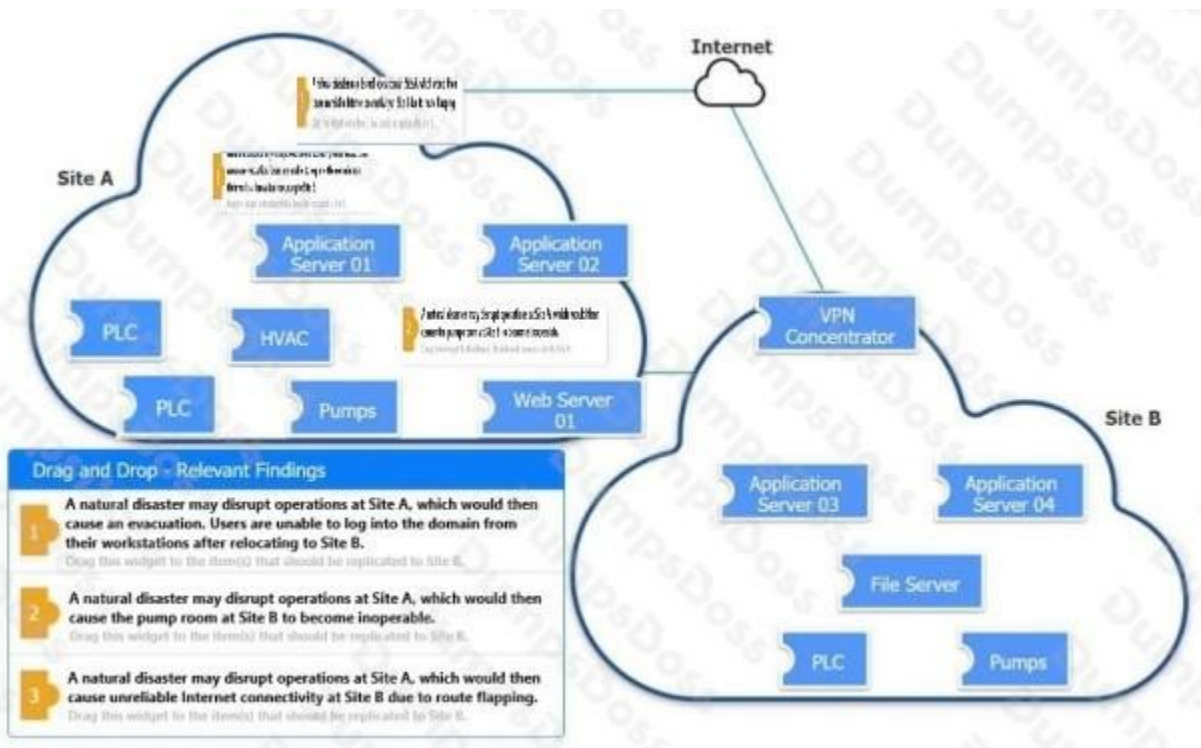 Internet
Site A
Application
Server 01
Application
Server 02
PLC
HVAC
2
PLC
Pumps
Web Server
01
VPN
Concentrator
Site B
Application
Server 03
Application
Server 04
File Server
PLC
Pumps
Drag and Drop - Relevant Findings
1
A natural disaster may disrupt operations at Site A, which would then
cause an evacuation. Users are unable to log into the domain from
their workstations after relocating to Site B.
Drag this widget to the item(s) that should be replicated to Site B.
2
A natural disaster may disrupt operations at Site A, which would then
cause the pump room at Site B to become inoperable.
Drag this widget to the item(s) that should be replicated to Site B.
3
A natural disaster may disrupt operations at Site A, which would then
cause unreliable Internet connectivity at Site B due to route flapping.
Drag this widget to the item(s) that should be replicated to Site B.
DumpsDoss